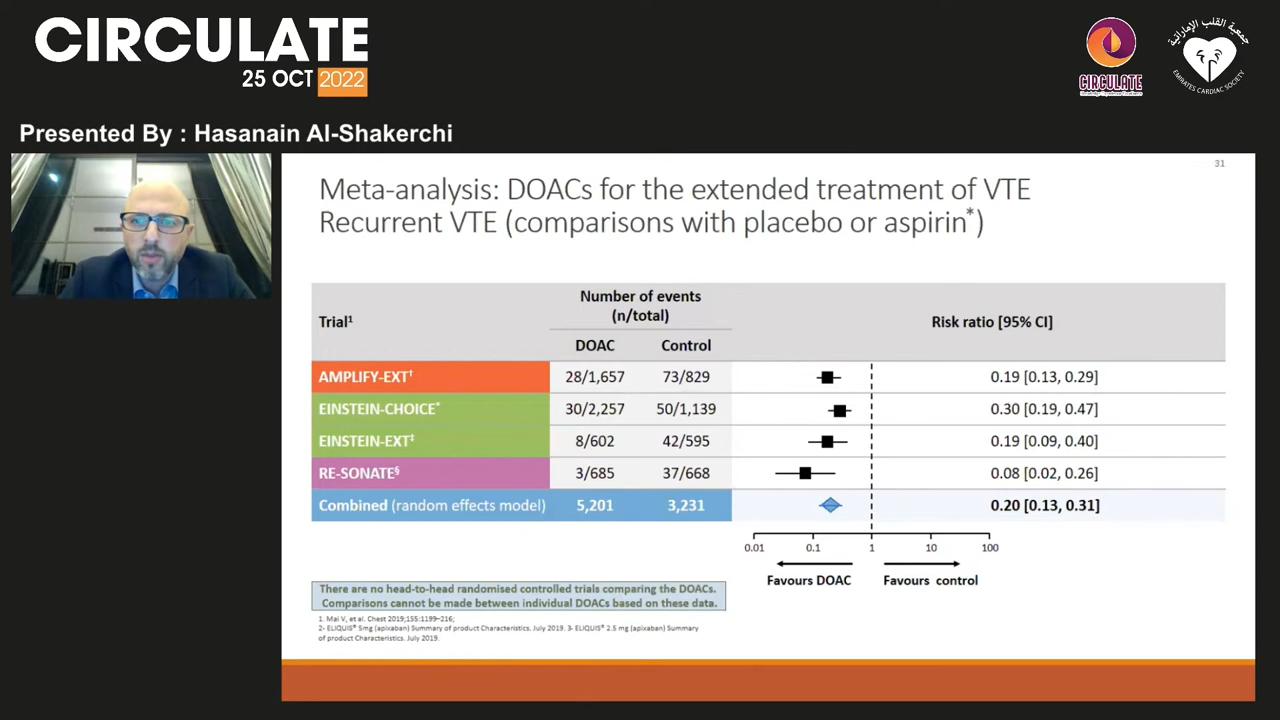 CIRCULATE
25 OCT 2022
CIRCULATE
جمعية القلب الإماراتية
EMIRATES CARDIAC SOCIETY
Presented By : Hasanain Al-Shakerchi
31
Meta-analysis: DOACs for the extended treatment of VTE
Recurrent VTE (comparisons with placebo or aspirin*)
Trial1 Number of events (n/total) Risk ratio [95% CI]
DOAC Control
AMPLIFY-EXT† 28/1,657 73/829 0.19 [0.13, 0.29]
EINSTEIN-CHOICE* 30/2,257 50/1,139 0.30 [0.19, 0.47]
EINSTEIN-EXT‡ 8/602 42/595 0.19 [0.09, 0.40]
RE-SONATE§ 3/685 37/668 0.08 [0.02, 0.26]
Combined (random effects model) 5,201 3,231 0.20 [0.13, 0.31]
0.01 0.1 1 10 100
Favours DOAC Favours control
There are no head-to-head randomised controlled trials comparing the DOACs.
Comparisons cannot be made between individual DOACs based on these data.
1. Mai V, et al. Chest 2019;155:1199–216;
2- ELIQUIS® 5mg (apixaban) Summary of product Characteristics. July 2019. 3- ELIQUIS® 2.5 mg (apixaban) Summary
of product Characteristics. July 2019.